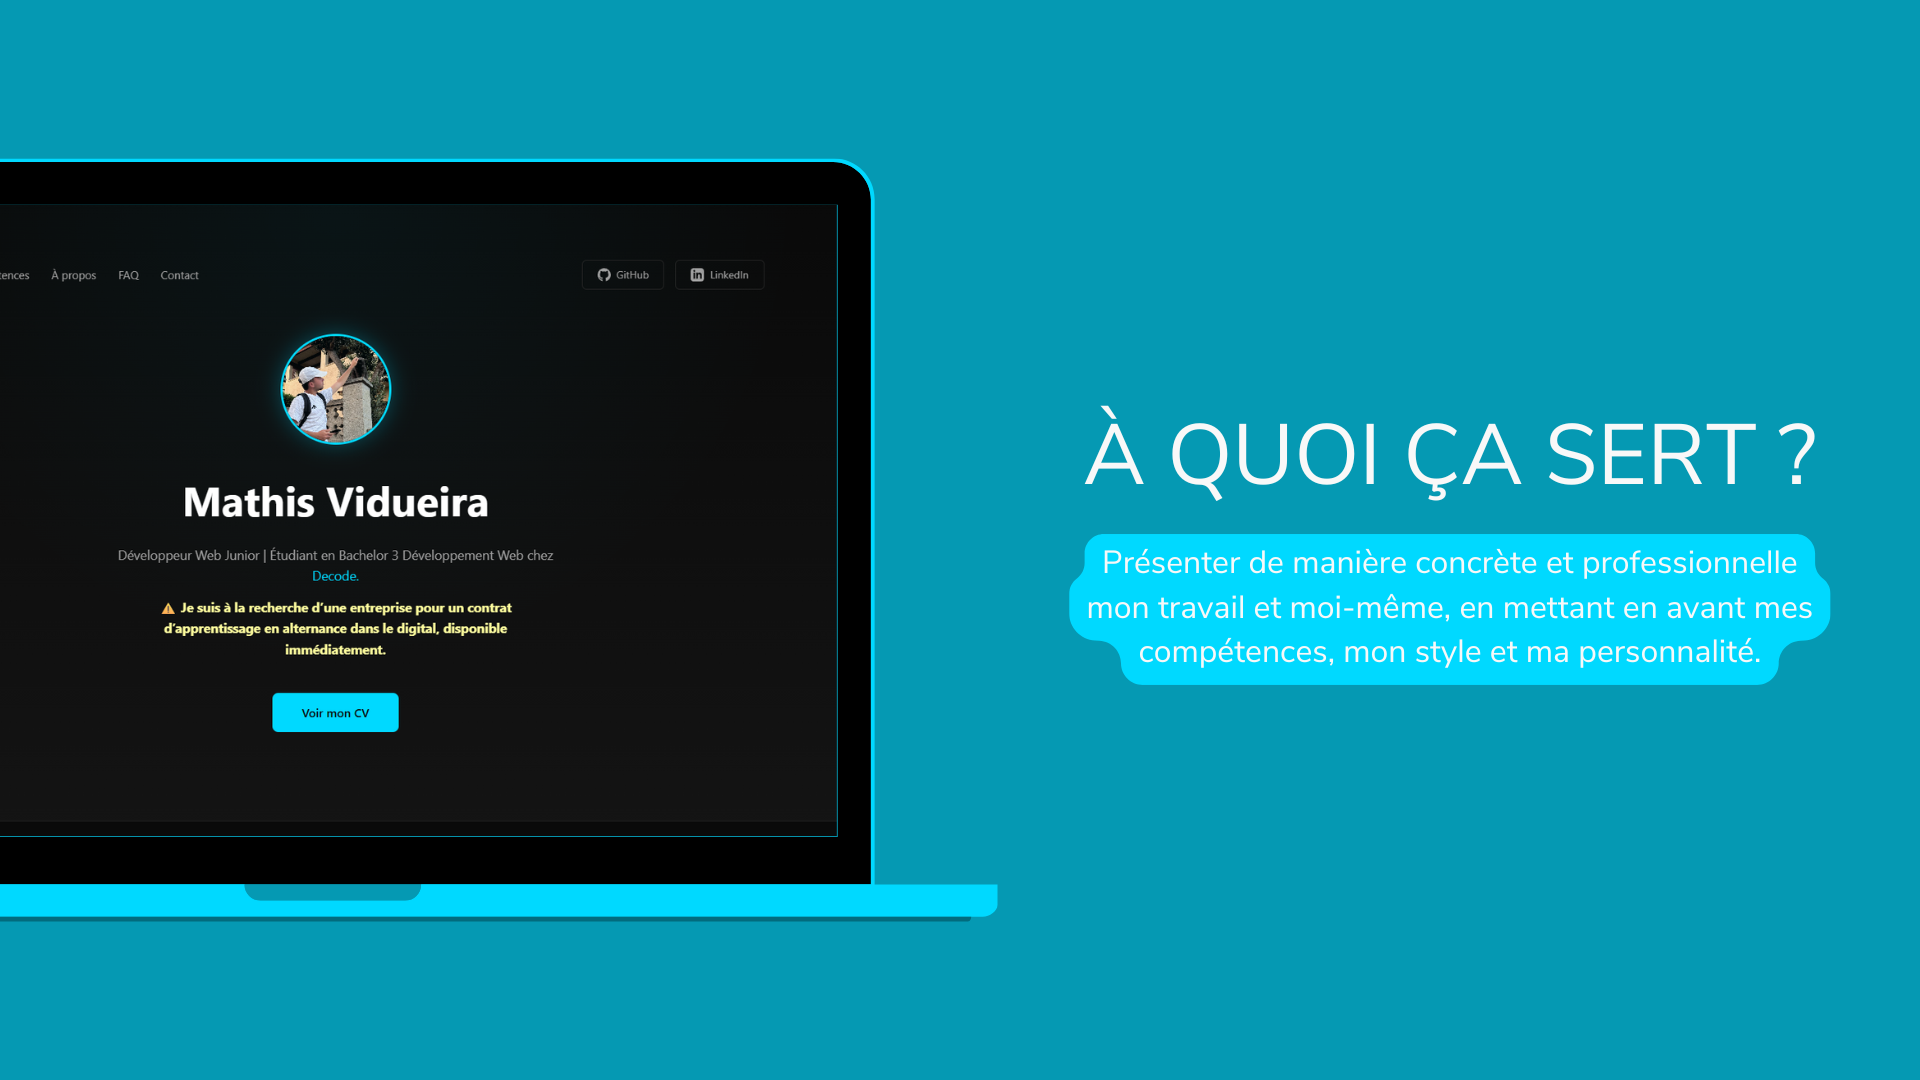 À propos FAQ Contact GitHub LinkedIn
Mathis Vidueira
Développeur Web Junior | Étudiant en Bachelor 3 Développement Web chez
Decode.
⚠ Je suis à la recherche d'une entreprise pour un contrat
d'apprentissage en alternance dans le digital, disponible
immédiatement.
Voir mon CV
À QUOI ÇA SERT ?
Présenter de manière concrète et professionnelle
mon travail et moi-même, en mettant en avant mes
compétences, mon style et ma personnalité.